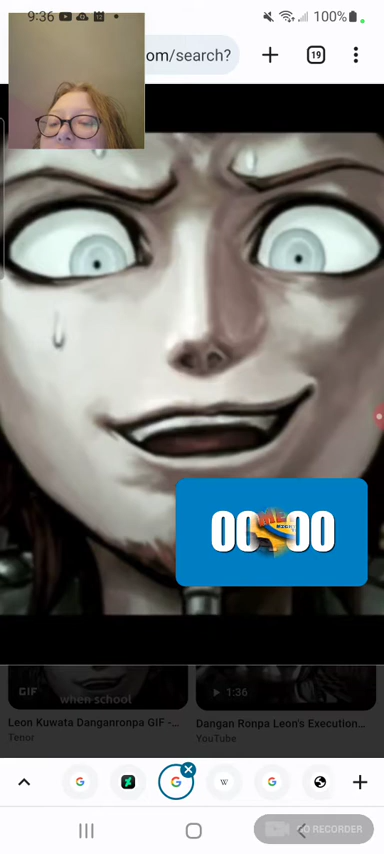 9:36
100%
om/search?
19
00:00
GIF
when school
1:36
Leon Kuwata Danganronpa GIF -...
Tenor
Dangan Ronpa Leon's Execution...
YouTube
W
GO RECORDER